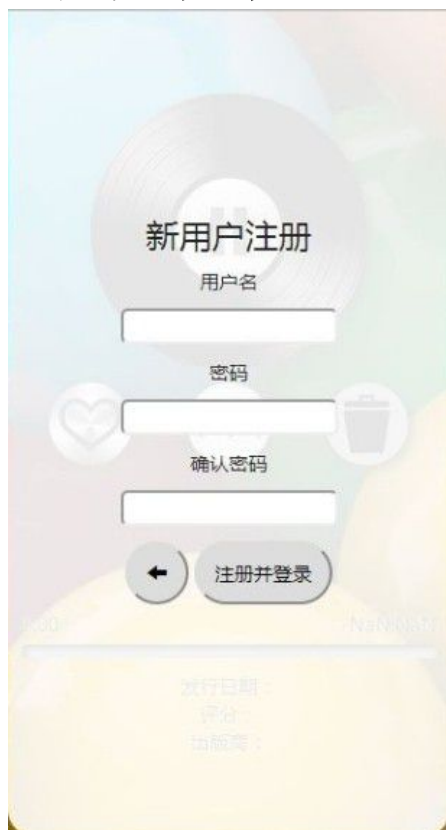 新用户注册
用户名
密码
确认密码
注册并登录
发行日期：
评分：
出版商：